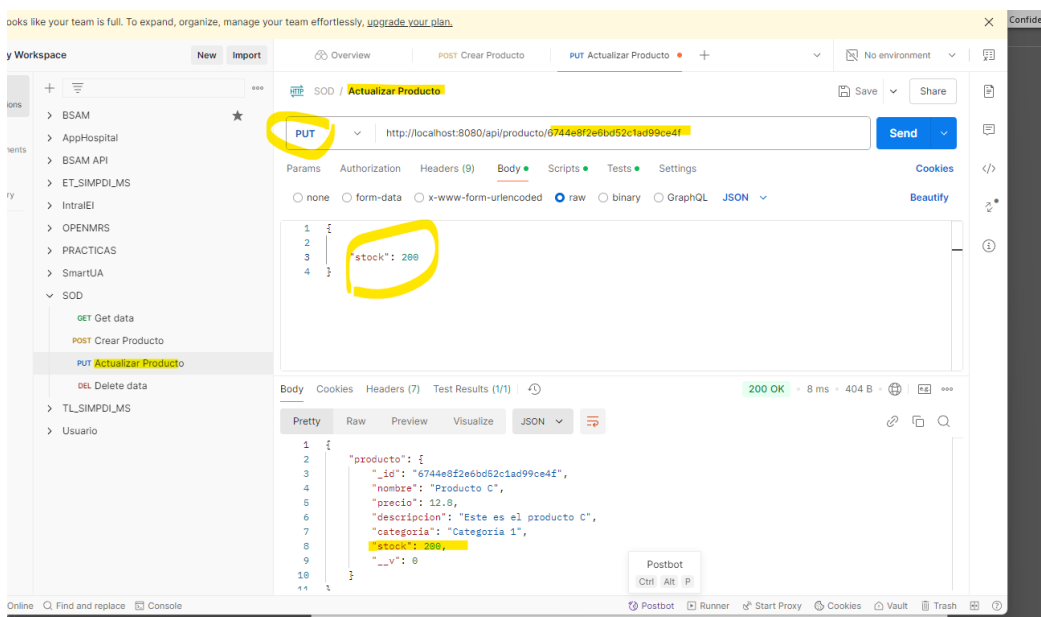 ooks like your team is full. To expand, organize, manage your team effortlessly, upgrade your plan.
Confide
y Workspace New Import
Overview POST Crear Producto PUT Actualizar Producto No environment
HTTP SOD / Actualizar Producto Save Share
ions
PUT http://localhost:8080/api/producto/6744e8f2e6bd52c1ad99ce4f Send
ments
Params Authorization Headers (9) Body Scripts Tests Settings Cookies
ry
none form-data x-www-form-urlencoded raw binary GraphQL JSON Beautify
BSAM
AppHospital
BSAM API
ET_SIMPDI_MS
IntralEI
OPENMRS
PRACTICAS
SmartUA
SOD
GET Get data
POST Crear Producto
PUT Actualizar Producto
DEL Delete data
TL_SIMPDI_MS
Usuario
1 {
2
3 "stock": 200
4 }
Body Cookies Headers (7) Test Results (1/1) 200 OK 8 ms 404 B e.g.
Pretty Raw Preview Visualize JSON
1 {
2 "producto": {
3 "_id": "6744e8f2e6bd52c1ad99ce4f",
4 "nombre": "Producto C",
5 "precio": 12.8,
6 "descripcion": "Este es el producto C",
7 "categoria": "Categoria 1",
8 "stock": 200,
9 "__v": 0
10 }
11 }
Postbot
Ctrl Alt P
Online Find and replace Console Postbot Runner Start Proxy Cookies Vault Trash